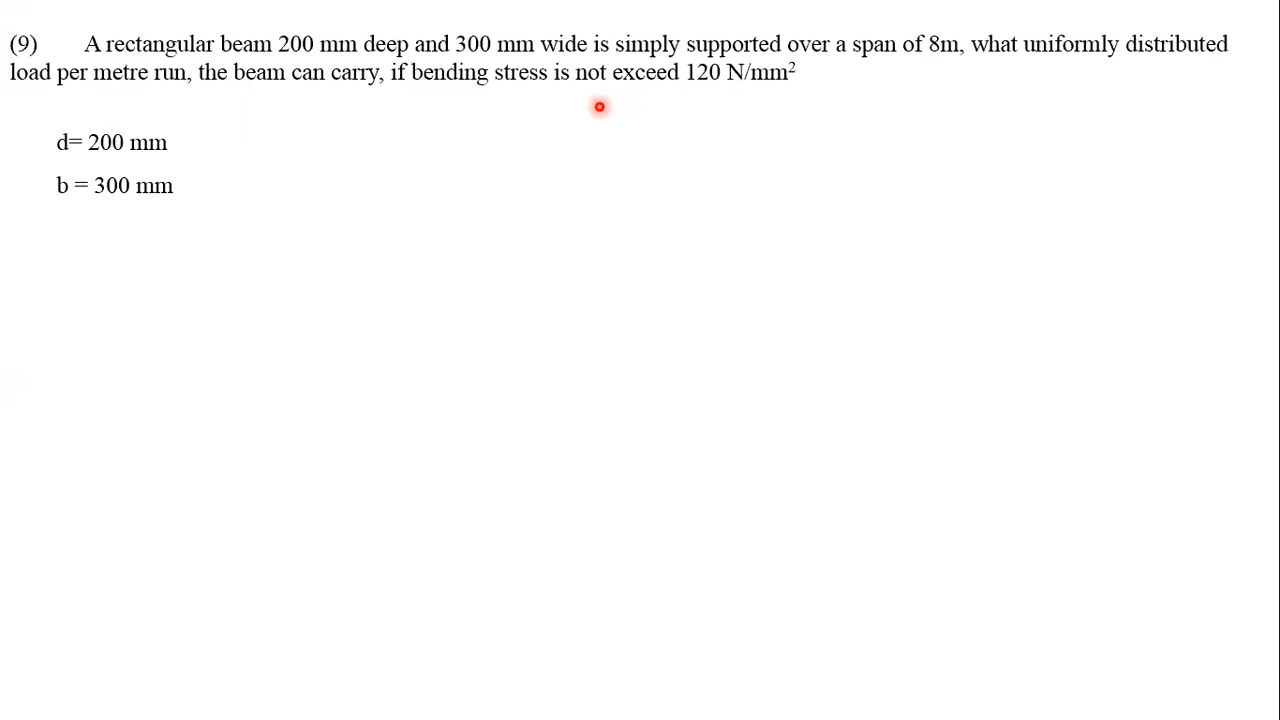 (9) A rectangular beam 200 mm deep and 300 mm wide is simply supported over a span of 8m, what uniformly distributed
load per metre run, the beam can carry, if bending stress is not exceed 120 N/mm²
d= 200 mm
b = 300 mm